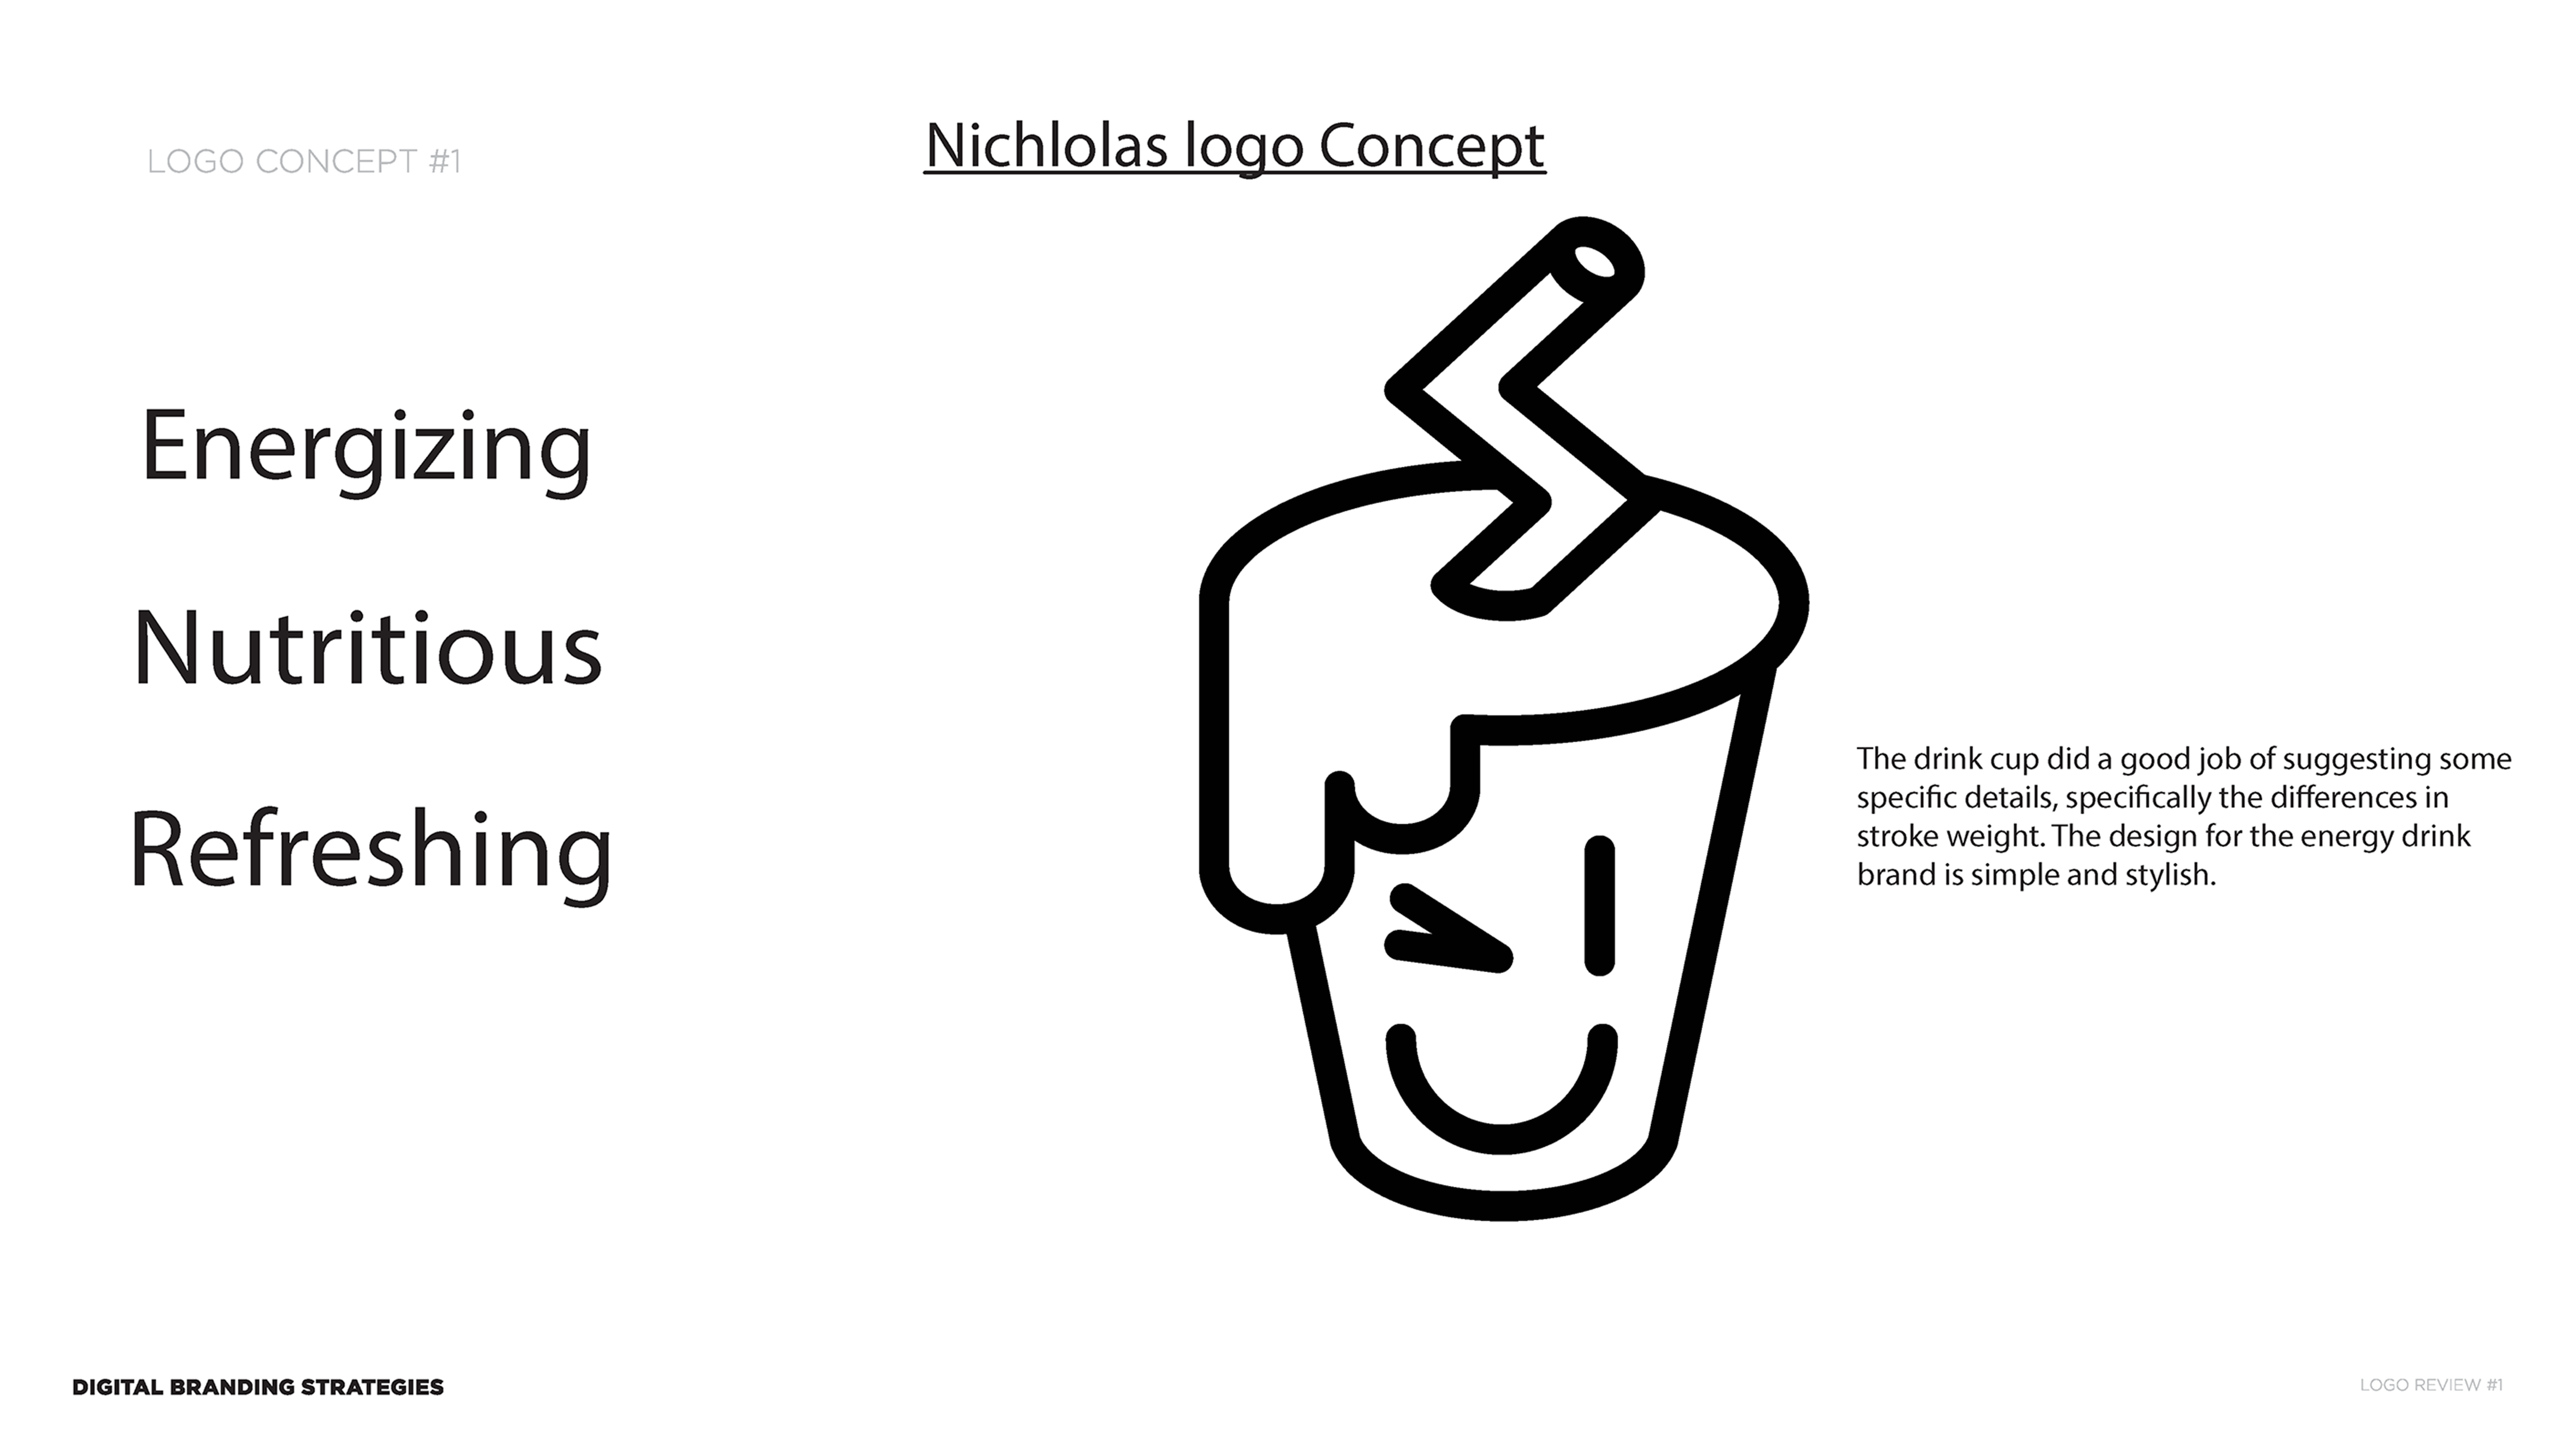 LOGO CONCEPT #1
Nichlolas logo Concept
Energizing
Nutritious
Refreshing
The drink cup did a good job of suggesting some
specific details, specifically the differences in
stroke weight. The design for the energy drink
brand is simple and stylish.
DIGITAL BRANDING STRATEGIES
LOGO REVIEW #1